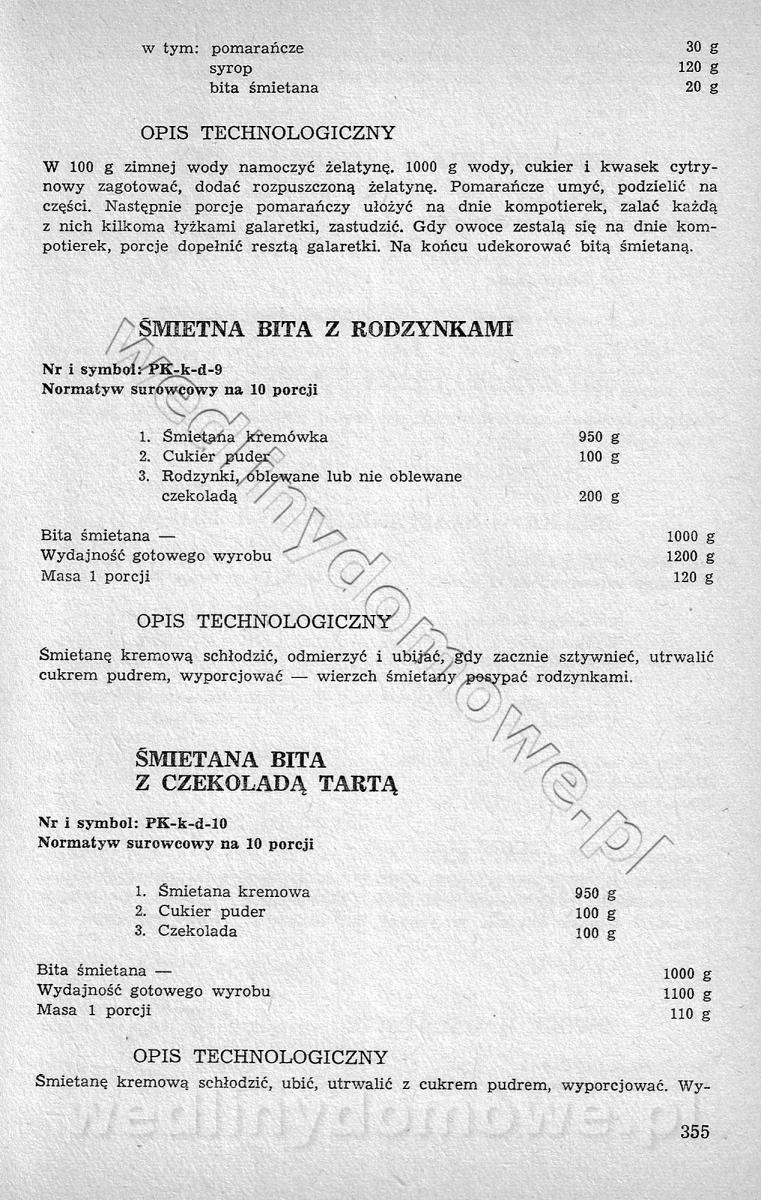 w tym: pomarańcze 30 g
syrop 120 g
bita śmietana 20 g
OPIS TECHNOLOGICZNY
W 100 g zimnej wody namoczyć żelatynę. 1000 g wody, cukier i kwasek cytry-
nowy zagotować, dodać rozpuszczoną żelatynę. Pomarańcze umyć, podzielić na
części. Następnie porcje pomarańczy ułożyć na dnie kompotierek, zalać każdą
z nich kilkoma łyżkami galaretki, zastudzić. Gdy owoce zestalą się na dnie kom-
potierek, porcje dopełnić resztą galaretki. Na końcu udekorować bitą śmietaną.
ŚMIETNA BITA Z RODZYNKAMI
Nr i symbol: PK-k-d-9
Normatyw surowcowy na 10 porcji
1. Śmietana kremówka 950 g
2. Cukier puder 100 g
3. Rodzynki, oblewane lub nie oblewane
czekoladą 200 g
Bita śmietana — 1000 g
Wydajność gotowego wyrobu 1200 g
Masa 1 porcji 120 g
OPIS TECHNOLOGICZNY
Śmietanę kremową schłodzić, odmierzyć i ubijać, gdy zacznie sztywnieć, utrwalić
cukrem pudrem, wyporcjować — wierzch śmietany posypać rodzynkami.
ŚMIETANA BITA
Z CZEKOLADĄ TARTĄ
Nr i symbol: PK-k-d-10
Normatyw surowcowy na 10 porcji
1. Śmietana kremowa 950 g
2. Cukier puder 100 g
3. Czekolada 100 g
Bita śmietana — 1000 g
Wydajność gotowego wyrobu 1100 g
Masa 1 porcji 110 g
OPIS TECHNOLOGICZNY
Śmietanę kremową schłodzić, ubić, utrwalić z cukrem pudrem, wyporcjować. Wy-
355
wedlinydomowe.pl
wedlinydomowe.pl